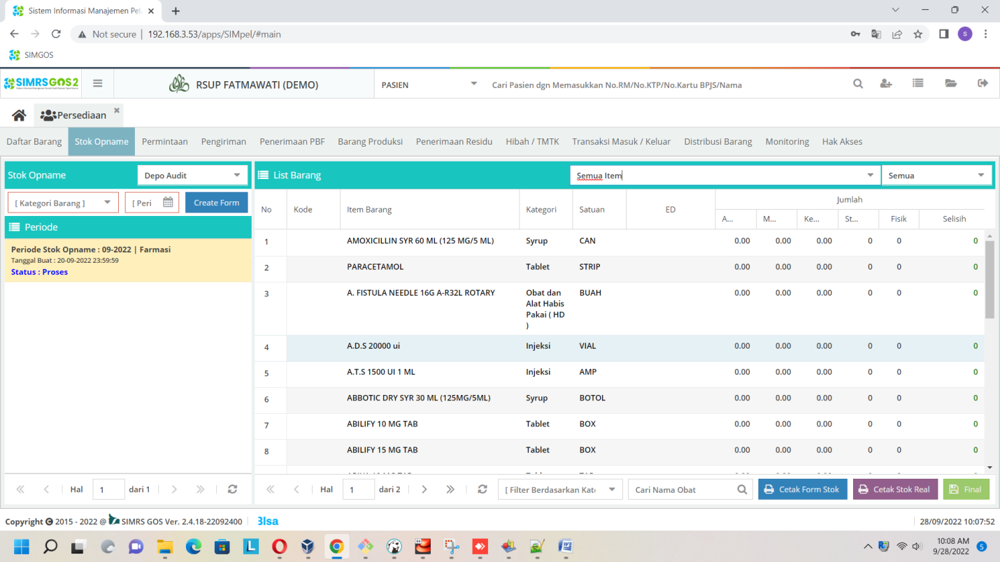 Sistem Informasi Manajemen Pel
Not secure | 192.168.3.53/apps/SIMpel/#main
S
SIMGOS
SIMRSGOS2
RSUP FATMAWATI (DEMO)
PASIEN
Cari Pasien dgn Memasukkan No.RM/No.KTP/No.Kartu BPJS/Nama
Persediaan
Daftar Barang Stok Opname Permintaan Pengiriman Penerimaan PBF Barang Produksi Penerimaan Residu Hibah / TMTK Transaksi Masuk / Keluar Distribusi Barang Monitoring Hak Akses
Stok Opname Depo Audit
[ Kategori Barang ] [ Peri Create Form
Periode
Periode Stok Opname : 09-2022 | Farmasi
Tanggal Buat : 20-09-2022 23:59:59
Status : Proses
List Barang Semua Item Semua
No Kode Item Barang Kategori Satuan ED Jumlah
A... M... Ke... St... Fisik Selisih
1 AMOXICILLIN SYR 60 ML (125 MG/5 ML) Syrup CAN 0.00 0.00 0.00 0 0 0
2 PARACETAMOL Tablet STRIP 0.00 0.00 0.00 0 0 0
3 A. FISTULA NEEDLE 16G A-R32L ROTARY Obat dan BUAH 0.00 0.00 0.00 0 0 0
Alat Habis
Pakai ( HD
)
4 A.D.S 20000 ui Injeksi VIAL 0.00 0.00 0.00 0 0 0
5 A.T.S 1500 UI 1 ML Injeksi AMP 0.00 0.00 0.00 0 0 0
6 ABBOTIC DRY SYR 30 ML (125MG/5ML) Syrup BOTOL 0.00 0.00 0.00 0 0 0
7 ABILIFY 10 MG TAB Tablet BOX 0.00 0.00 0.00 0 0 0
8 ABILIFY 15 MG TAB Tablet BOX 0.00 0.00 0.00 0 0 0
Hal 1 dari 1
Hal 1 dari 2 [ Filter Berdasarkan Kat Cari Nama Obat Cetak Form Stok Cetak Stok Real Final
Copyright © 2015 - 2022 @ SIMRS GOS Ver. 2.4.18-22092400 Blsa 28/09/2022 10:07:52
10:08 AM
9/28/2022
5